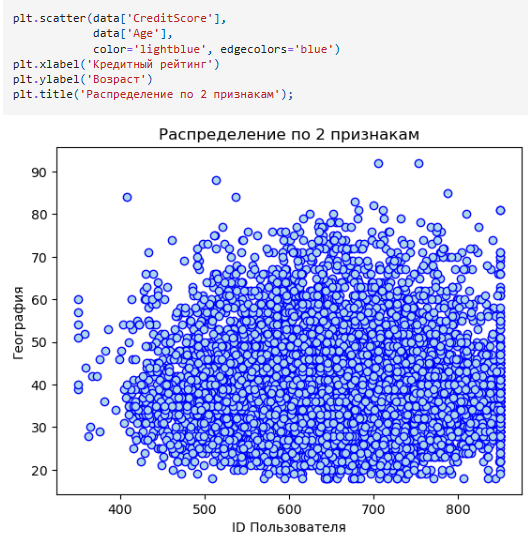 plt.scatter(data['CreditScore'],
data['Age'],
color='lightblue', edgecolors='blue')
plt.xlabel('Кредитный рейтинг')
plt.ylabel('Возраст')
plt.title('Распределение по 2 признакам');
Распределение по 2 признакам
90
80
70
60
50
40
30
20
География
400 500 600 700 800
ID Пользователя